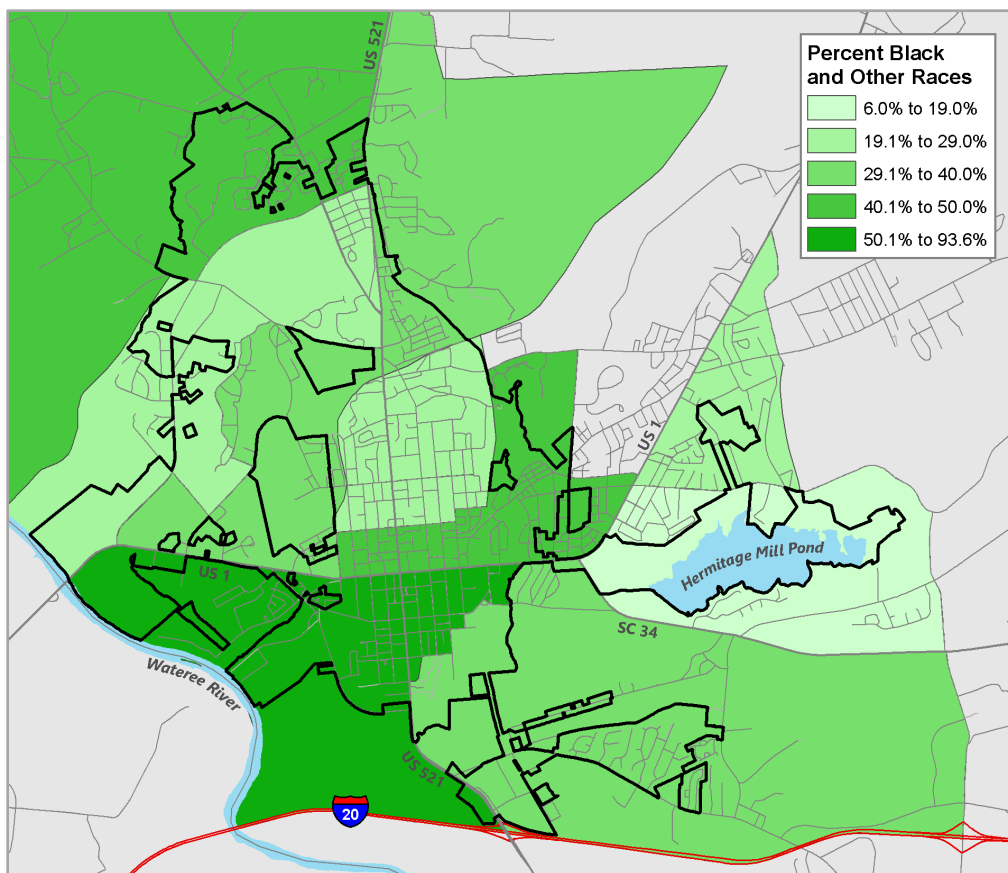 US 521
Percent Black
and Other Races
6.0% to 19.0%
19.1% to 29.0%
29.1% to 40.0%
40.1% to 50.0%
50.1% to 93.6%
US 1
Hermitage Mill Pond
US 1
SC 34
Wateree River
US 521
20